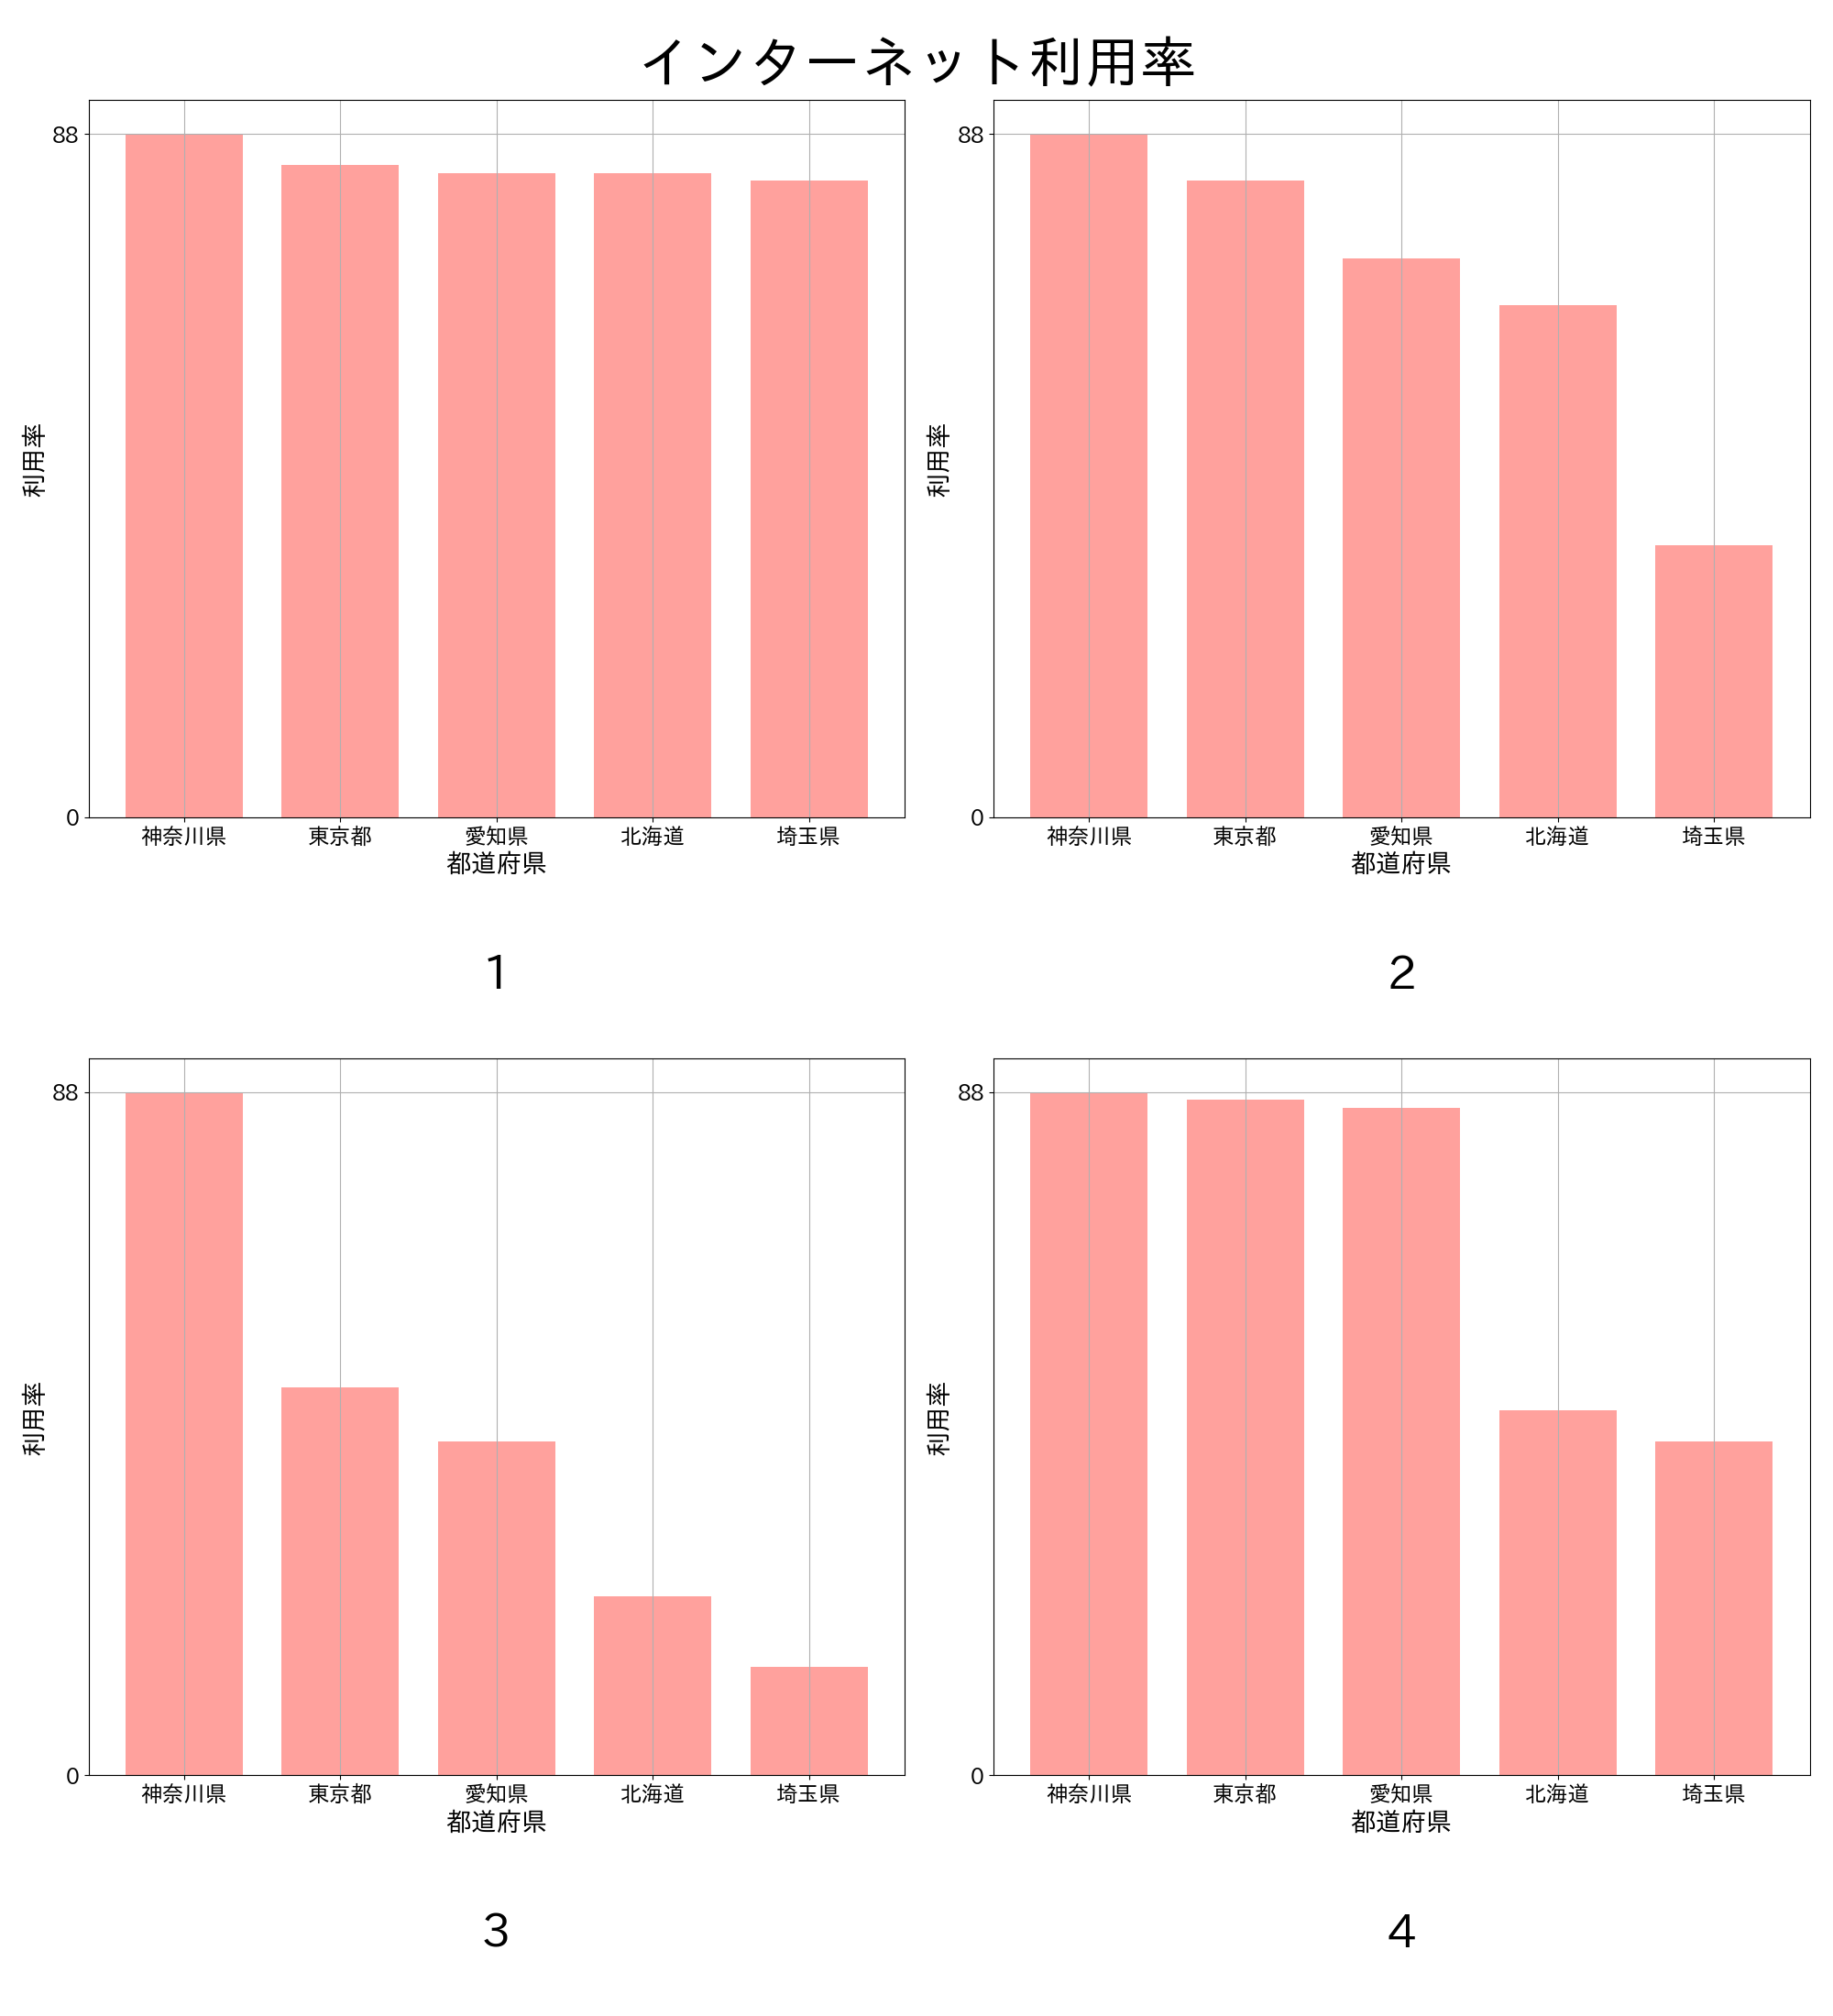 インターネット利用率
88
0
利用率
神奈川県 東京都 愛知県 北海道 埼玉県
都道府県
1
88
0
利用率
神奈川県 東京都 愛知県 北海道 埼玉県
都道府県
2
88
0
利用率
神奈川県 東京都 愛知県 北海道 埼玉県
都道府県
3
88
0
利用率
神奈川県 東京都 愛知県 北海道 埼玉県
都道府県
4